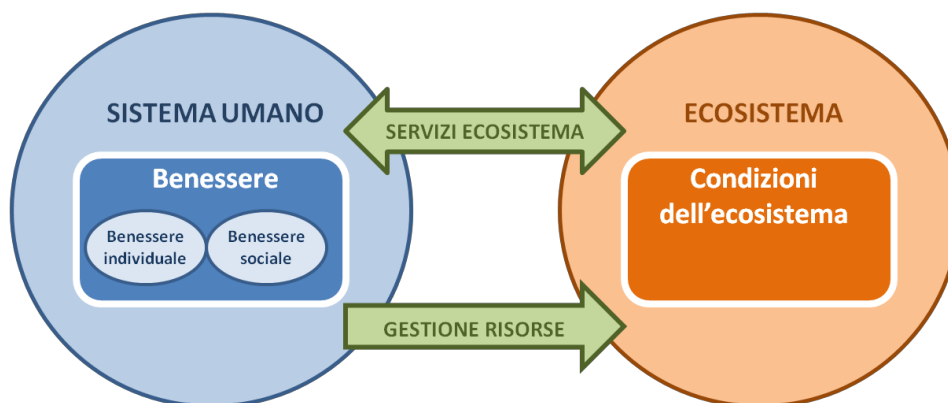 SISTEMA UMANO
Benessere
Benessere
individuale
Benessere
sociale
SERVIZI ECOSISTEMA
GESTIONE RISORSE
ECOSISTEMA
Condizioni
dell’ecosistema